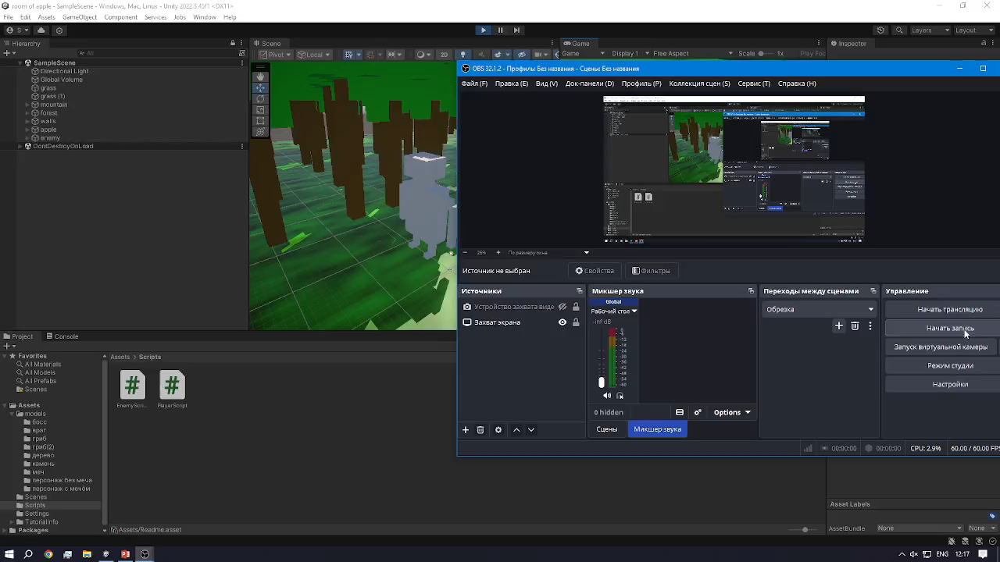 room of apple - SampleScene - Windows, Mac, Linux - Unity 2022.3.45f1 <DX11>
File Edit Assets GameObject Component Services Jobs Window Help
S
Layers Layout
Hierarchy
All
SampleScene
Directional Light
Global Volume
grass
grass (1)
mountain
forest
walls
people
enemy
DontDestroyOnLoad
Scene
Pivot Local 2D
Game
Game Display 1 Free Aspect Scale 1x Play Foc
Inspector
OBS 32.1.2 - Профиль: Без названия - Сцены: Без названия
Файл (F) Правка (E) Вид (V) Док-панели (D) Профиль (P) Коллекция сцен (S) Сервис (T) Справка (H)
26% По размеру окна
Источник не выбран Свойства Фильтры
Источники
Устройство захвата виде
Захват экрана
Микшер звука
Global
Рабочий стол
-inf dB
0 hidden Options
Сцены Микшер звука
Переходы между сценами
Обрезка
Управление
Начать трансляцию
Начать запись
Запуск виртуальной камеры
Режим студии
Настройки
00:00:00 00:00:00 CPU: 2.9% 60.00 / 60.00 FPS
Project Console
Favorites
All Materials
All Models
All Prefabs
Scenes
Assets
models
босс
враг
гриб
гриб(2)
дерево
камень
меч
персонаж без меча
персонаж с мечём
Scenes
Scripts
Settings
TutorialInfo
Packages
Assets > Scripts
EnemyScri...
PlayerScript
Assets/Readme.asset
Asset Labels
AssetBundle None None
ENG 12:17